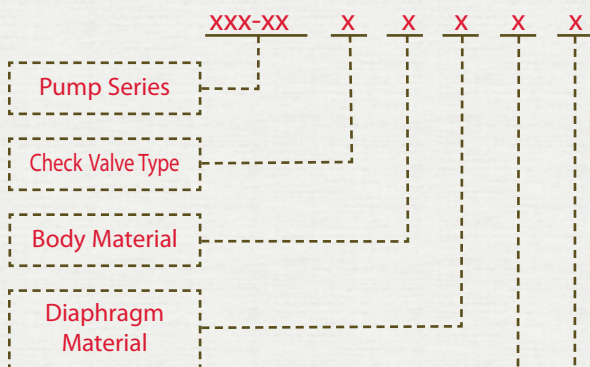 xxx-xx x x x x x
Pump Series
Check Valve Type
Body Material
Diaphragm
Material